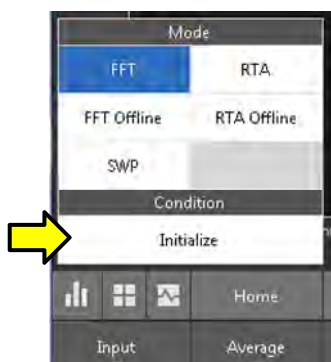 Mode
FFT RTA
FFT Offline RTA Offline
SWP
Condition
Initialize
Home
Input Average